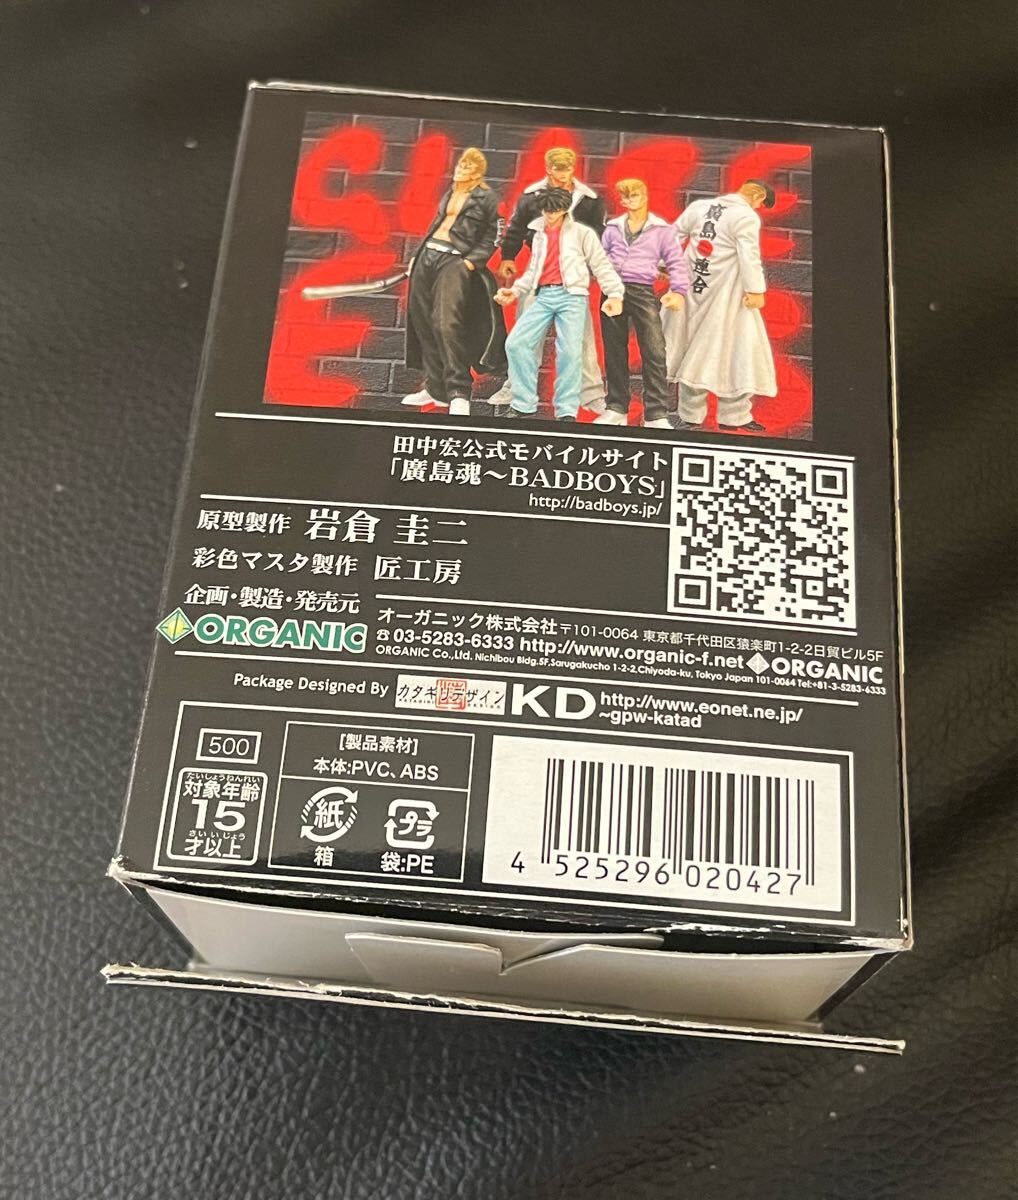 廣島連合
田中宏公式モバイルサイト
「廣島魂～BADBOYS」
http://badboys.jp/
原型製作 岩倉 圭二
彩色マスタ製作 匠工房
企画・製造・発売元
ORGANIC
オーガニック株式会社 〒101-0064 東京都千代田区猿楽町1-2-2日貿ビル5F
☎03-5283-6333 http://www.organic-f.net ORGANIC
ORGANIC Co.,Ltd. Nichibou Bldg.5F,Sarugakucho 1-2-2,Chiyoda-ku, Tokyo Japan 101-0064 Tel:+81-3-5283-6333
Package Designed By カタキリデザイン KD http://www.eonet.ne.jp/
~gpw-katad
500
たいしょうねんれい
対象年齢
15
さいいじょう
才以上
[製品素材]
本体:PVC、ABS
紙
箱
プラ
袋:PE
4 525296 020427